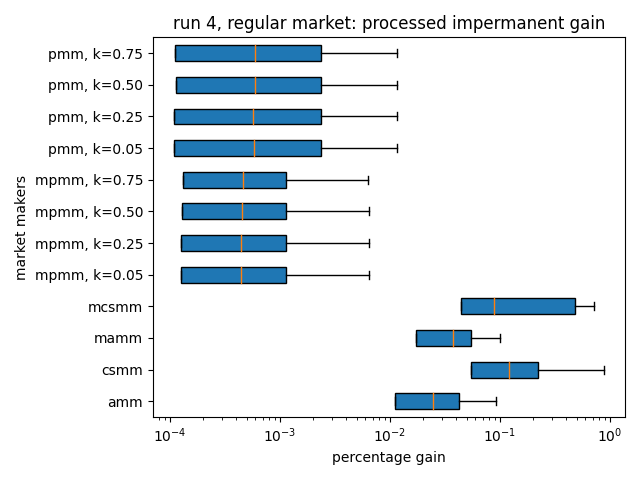 run 4, regular market: processed impermanent gain
market makers
pmm, k=0.75
pmm, k=0.50
pmm, k=0.25
pmm, k=0.05
mpmm, k=0.75
mpmm, k=0.50
mpmm, k=0.25
mpmm, k=0.05
mcsmm
mamm
csmm
amm
10⁻⁴ 10⁻³ 10⁻² 10⁻¹ 10⁰
percentage gain